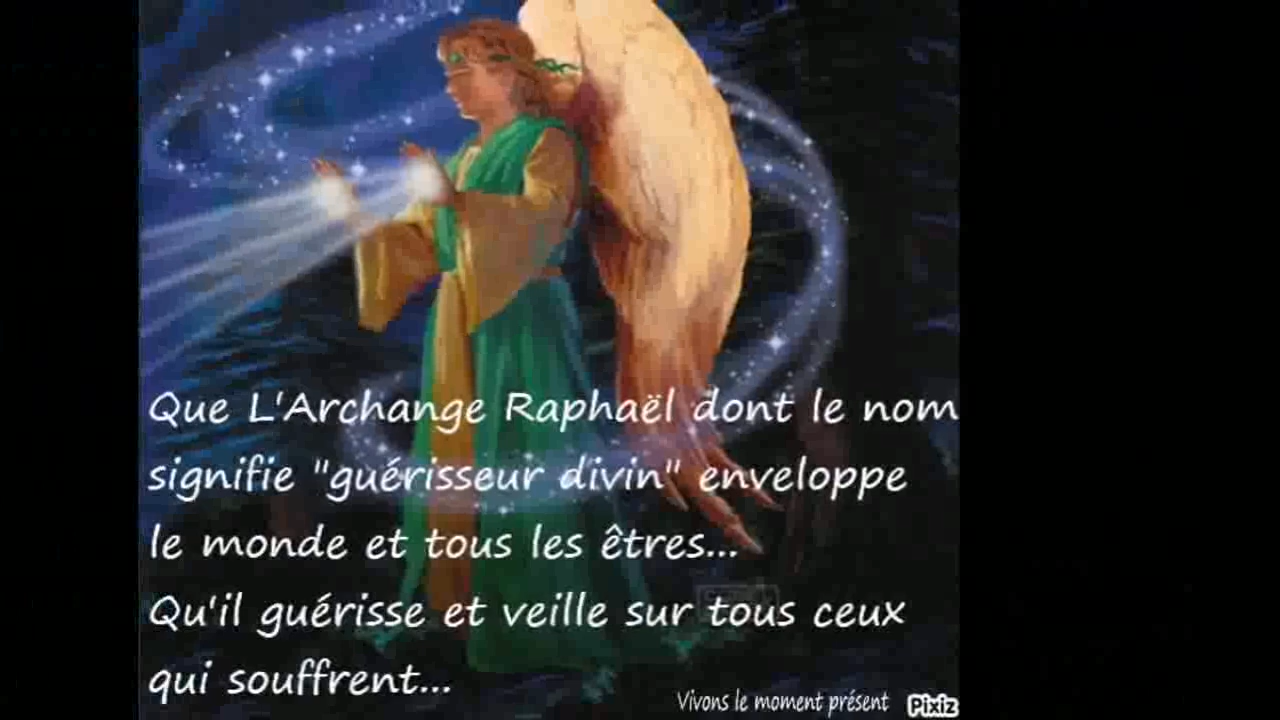 Que L'Archange Raphaël dont le nom
signifie "guérisseur divin" enveloppe
le monde et tous les êtres...
Qu'il guérisse et veille sur tous ceux
qui souffrent...
Vivons le moment présent
Pixiz